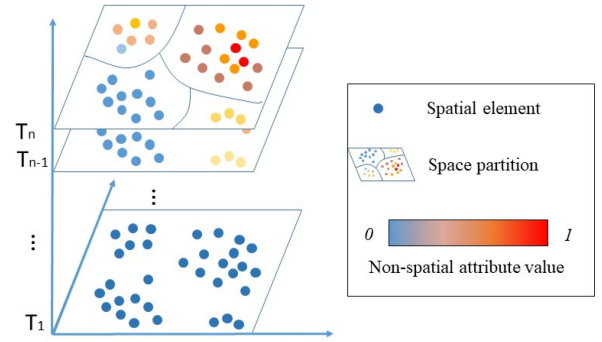 Tn
Tn-1
⋮
⋮
T1
Spatial element
Space partition
0 1
Non-spatial attribute value